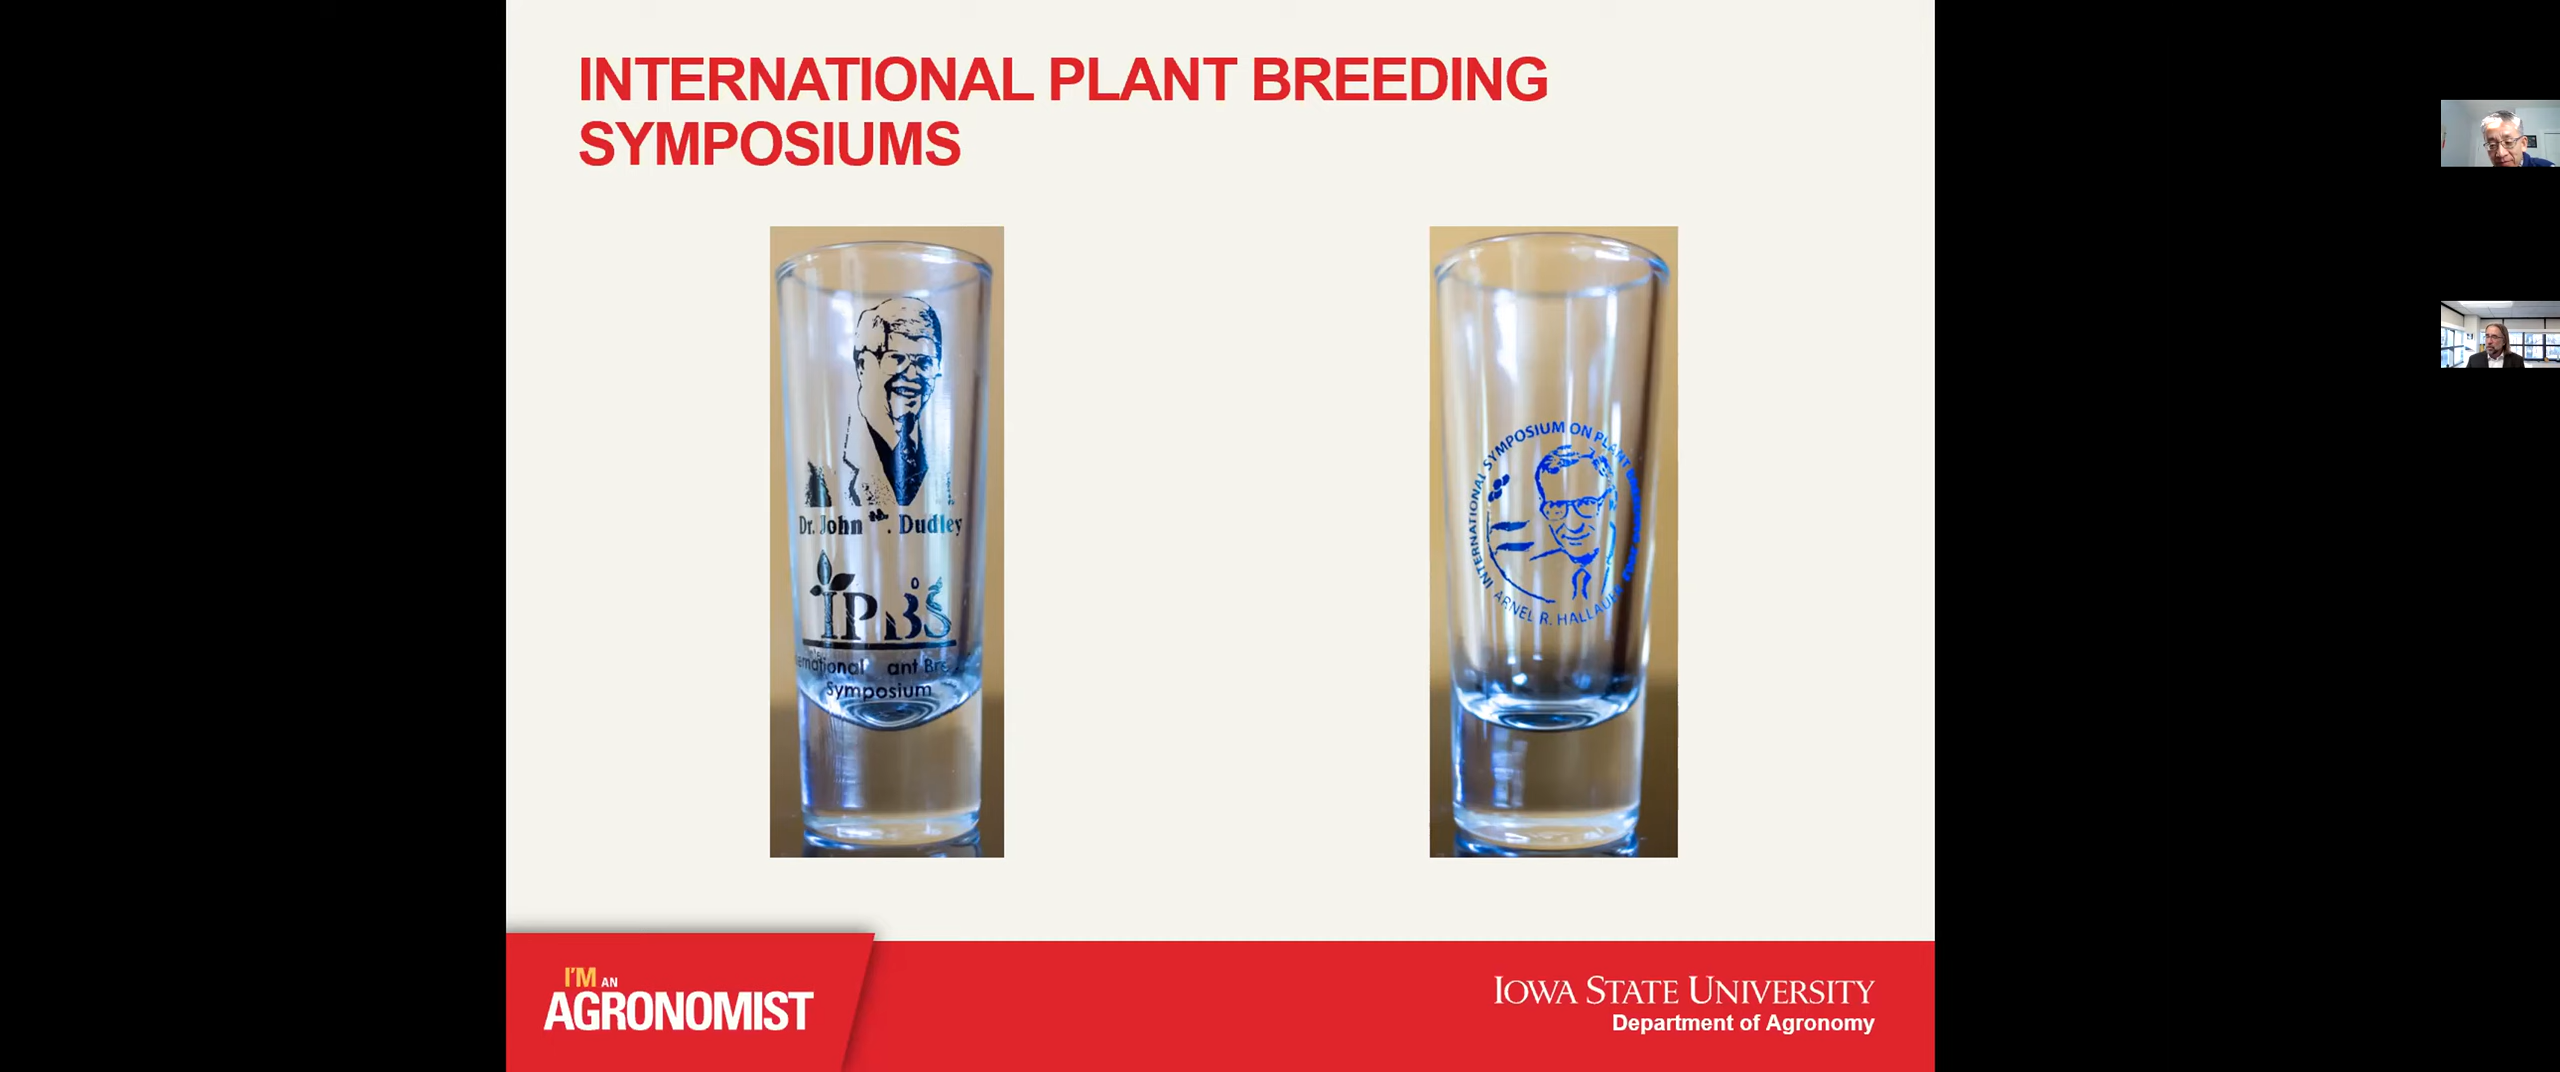 INTERNATIONAL PLANT BREEDING
SYMPOSIUMS
Dr. John . Dudley
IPBS
ernational ant Bre
Symposium
INTERNATIONAL SYMPOSIUM ON PLANT
ARNEL R. HALLAUER
I'M AN
AGRONOMIST
IOWA STATE UNIVERSITY
Department of Agronomy